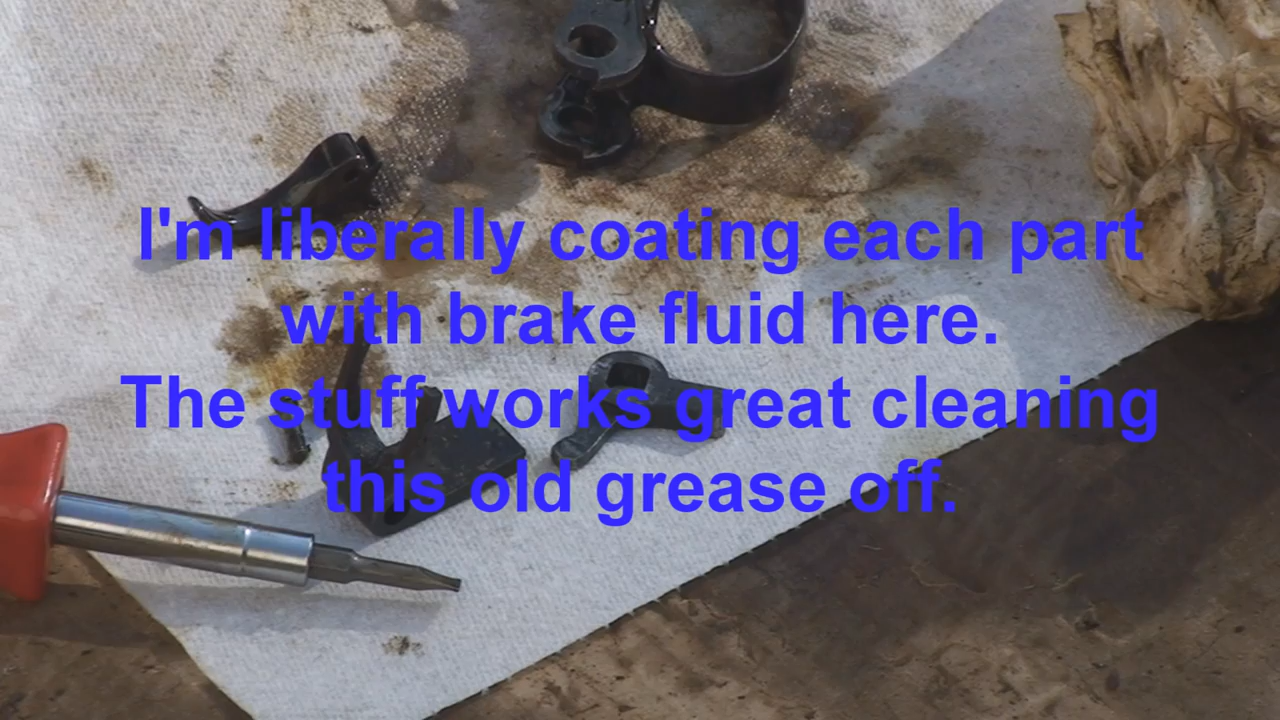 I'm liberally coating each part
with brake fluid here.
The stuff works great cleaning
this old grease off.